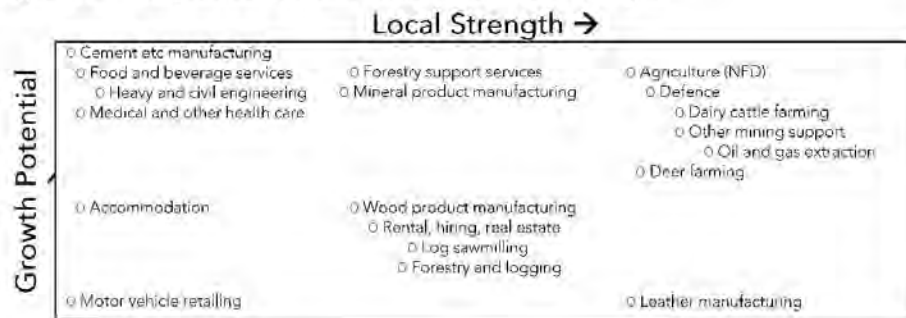 Local Strength →
Growth Potential
o Cement etc manufacturing
o Food and beverage services
o Heavy and civil engineering
o Medical and other health care
o Forestry support services
o Mineral product manufacturing
o Agriculture (NFD)
o Defence
o Dairy cattle farming
o Other mining support
o Oil and gas extraction
o Deer farming
o Accommodation
o Wood product manufacturing
o Rental, hiring, real estate
o Log sawmilling
o Forestry and logging
o Motor vehicle retailing
o Leather manufacturing